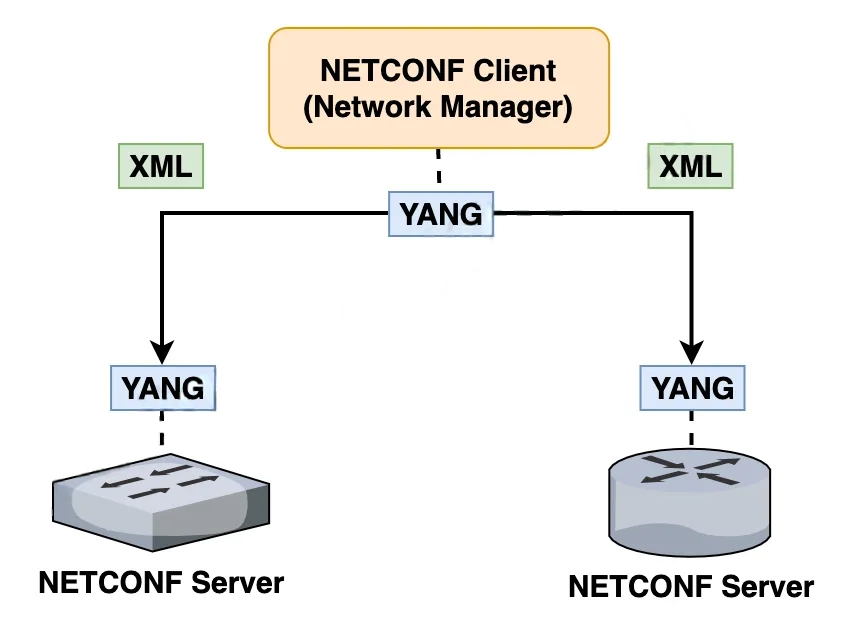 NETCONF Client
(Network Manager)
XML
XML
YANG
YANG
YANG
NETCONF Server
NETCONF Server